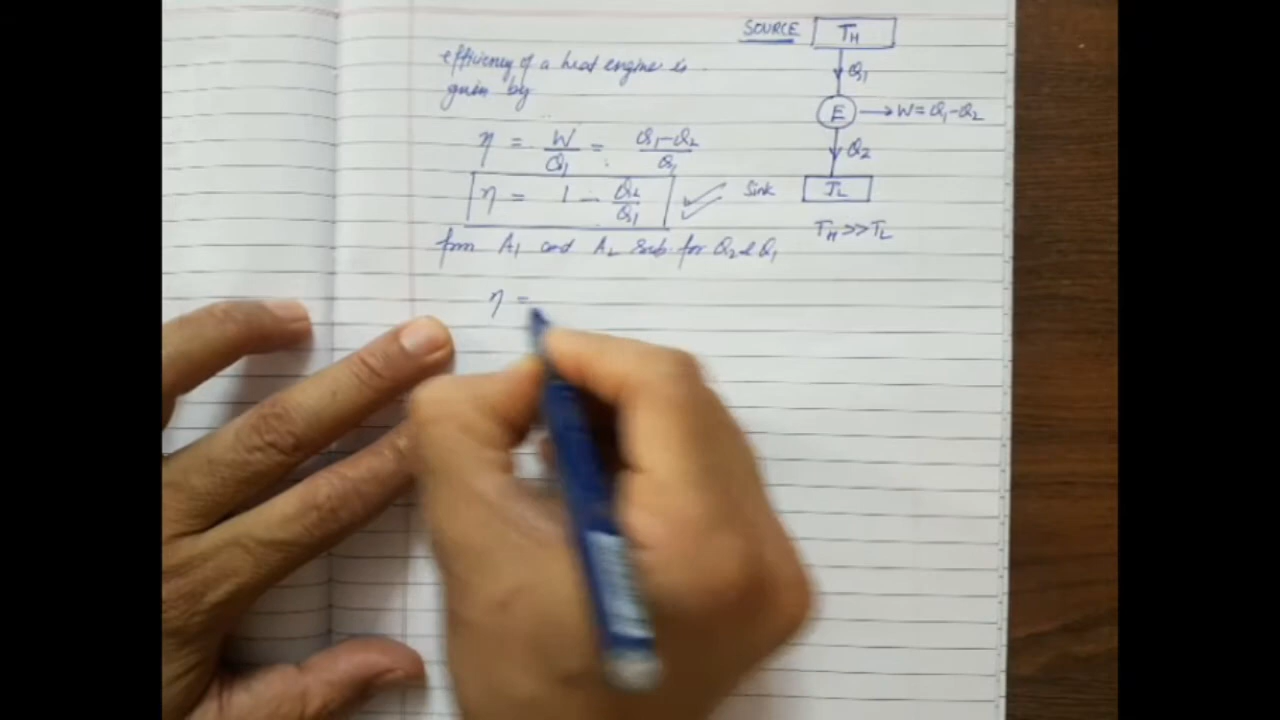 efficiency of a heat engine is
given by
η = W/Q1 = Q1-Q2/Q1
η = 1 - Q2/Q1
from A1 and A2 sub for Q2 & Q1
η =
SOURCE TH
Q1
E → W = Q1-Q2
Q2
Sink TL
TH >> TL